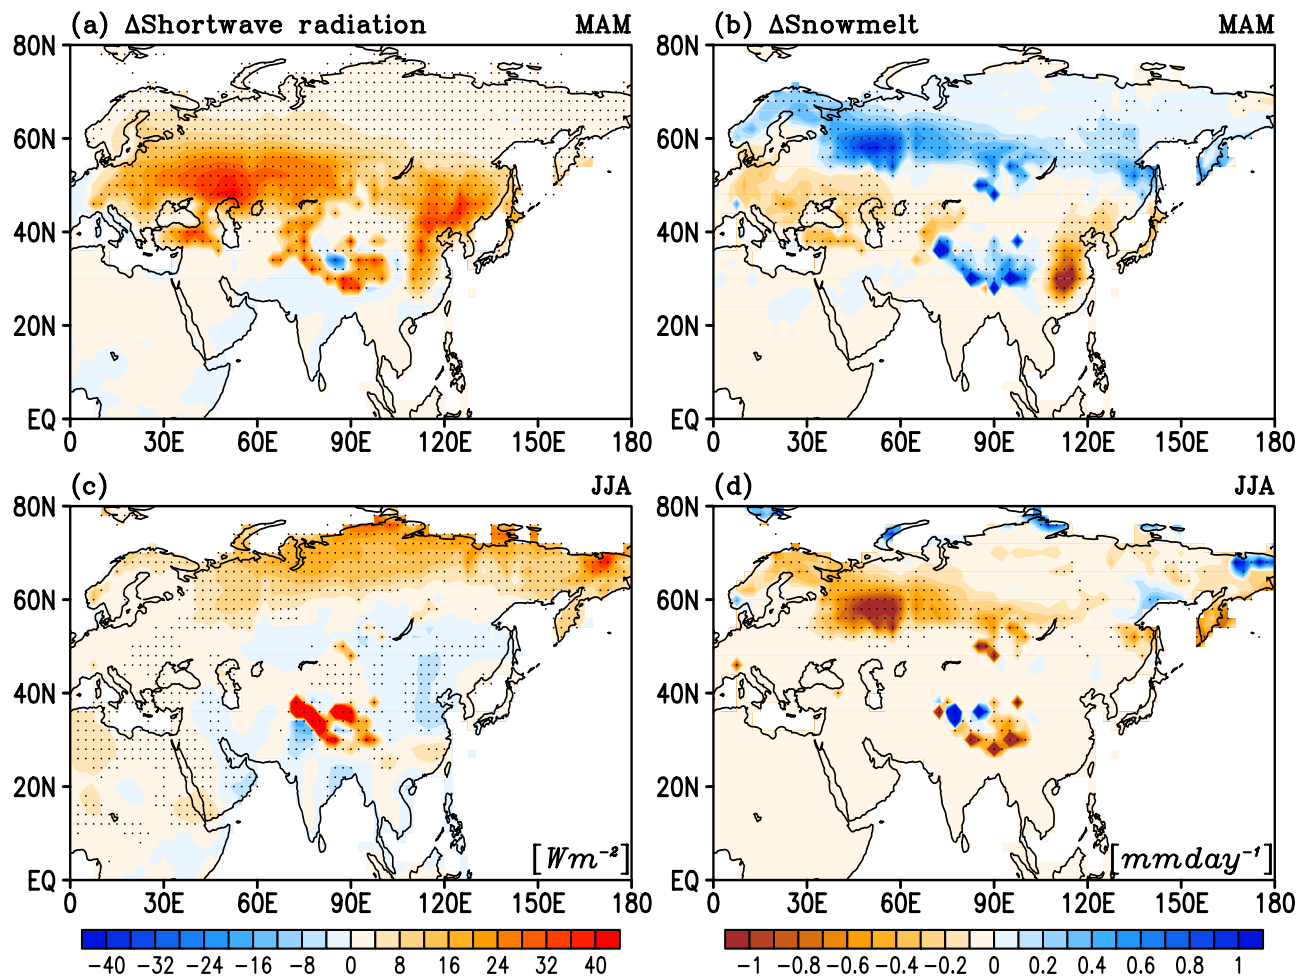 (a) ΔShortwave radiation MAM
(b) ΔSnowmelt MAM
80N
60N
40N
20N
EQ
0 30E 60E 90E 120E 150E 180
80N
60N
40N
20N
EQ
0 30E 60E 90E 120E 150E 180
(c) JJA
(d) JJA
80N
60N
40N
20N
EQ
0 30E 60E 90E 120E 150E 180
[Wm⁻²]
80N
60N
40N
20N
EQ
0 30E 60E 90E 120E 150E 180
[mmday⁻¹]
−40 −32 −24 −16 −8 0 8 16 24 32 40
−1 −0.8 −0.6 −0.4 −0.2 0 0.2 0.4 0.6 0.8 1